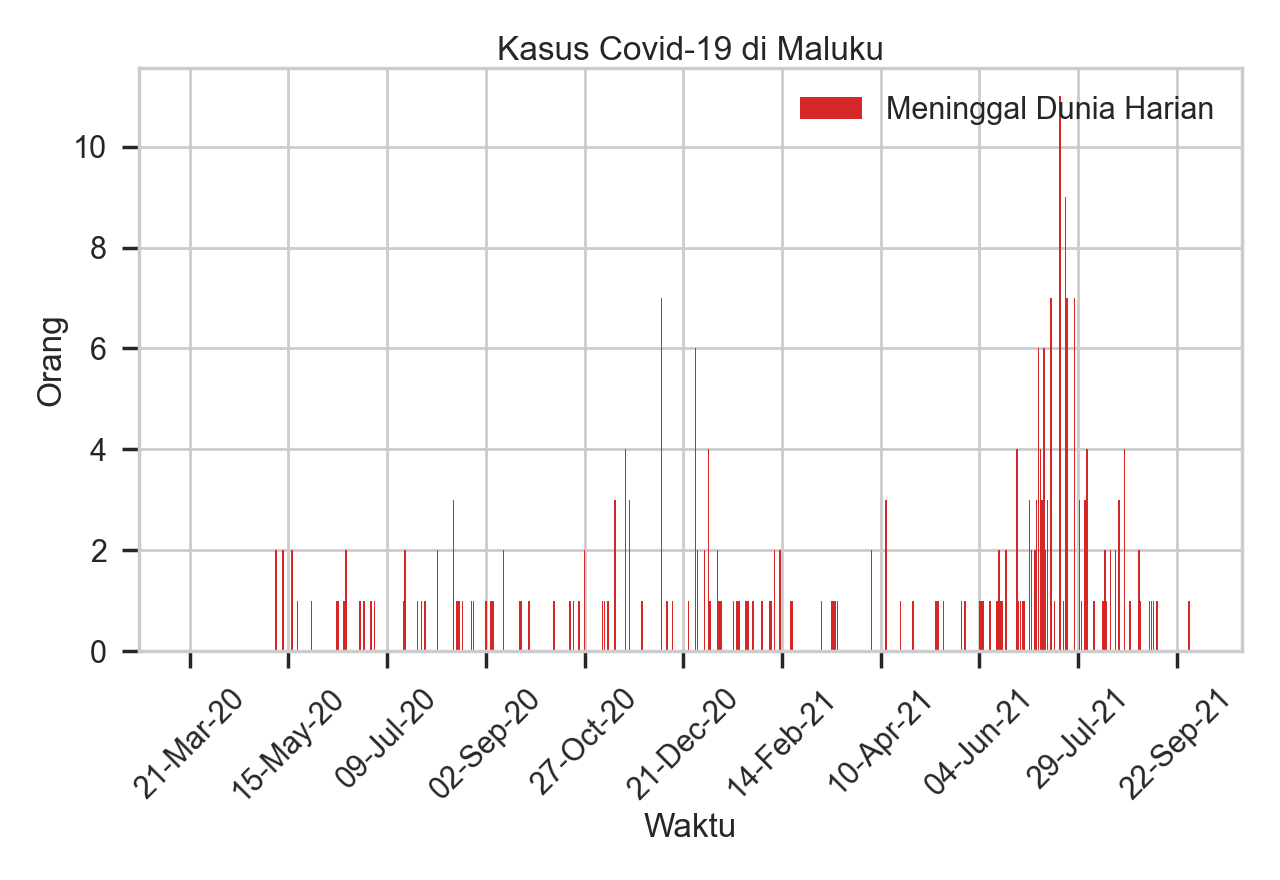 Kasus Covid-19 di Maluku
Meninggal Dunia Harian
10
8
6
4
2
0
Orang
21-Mar-20
15-May-20
09-Jul-20
02-Sep-20
27-Oct-20
21-Dec-20
14-Feb-21
10-Apr-21
04-Jun-21
29-Jul-21
22-Sep-21
Waktu